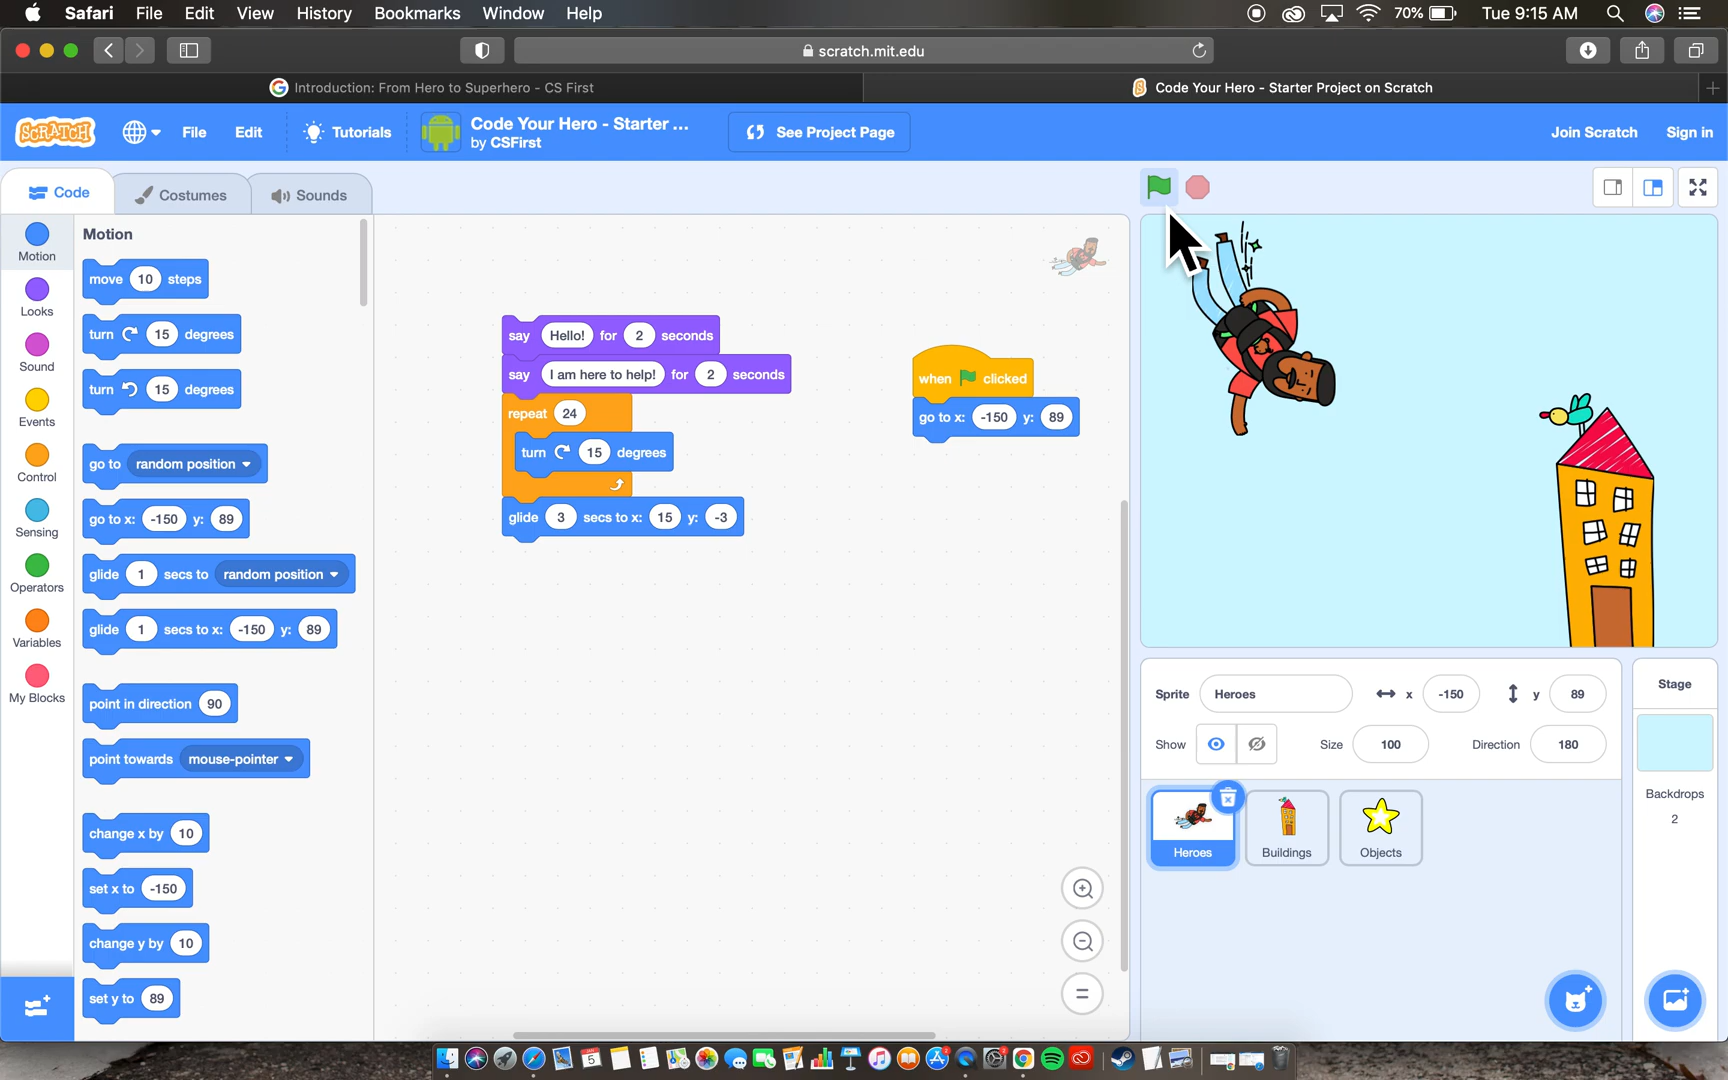 Safari File Edit View History Bookmarks Window Help 70% Tue 9:15 AM
scratch.mit.edu
Introduction: From Hero to Superhero - CS First
Code Your Hero - Starter Project on Scratch
SCRATCH File Edit Tutorials
Code Your Hero - Starter ...
by CSFirst
See Project Page
Join Scratch Sign in
Code Costumes Sounds
Motion
Looks
Sound
Events
Control
Sensing
Operators
Variables
My Blocks
Motion
move 10 steps
turn 15 degrees
turn 15 degrees
go to random position
go to x: -150 y: 89
glide 1 secs to random position
glide 1 secs to x: -150 y: 89
point in direction 90
point towards mouse-pointer
change x by 10
set x to -150
change y by 10
set y to 89
say Hello! for 2 seconds
say I am here to help! for 2 seconds
repeat 24
turn 15 degrees
glide 3 secs to x: 15 y: -3
when clicked
go to x: -150 y: 89
Sprite Heroes x -150 y 89
Show Size 100 Direction 180
Heroes Buildings Objects
Stage
Backdrops
2